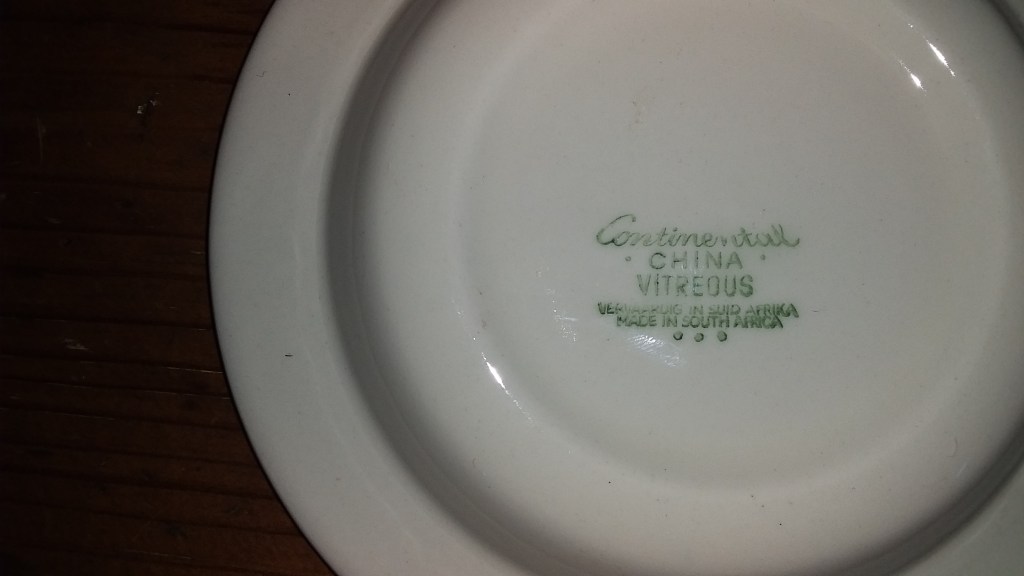 Continental
· CHINA ·
VITREOUS
VERVAARDIG IN SUID AFRIKA
MADE IN SOUTH AFRICA